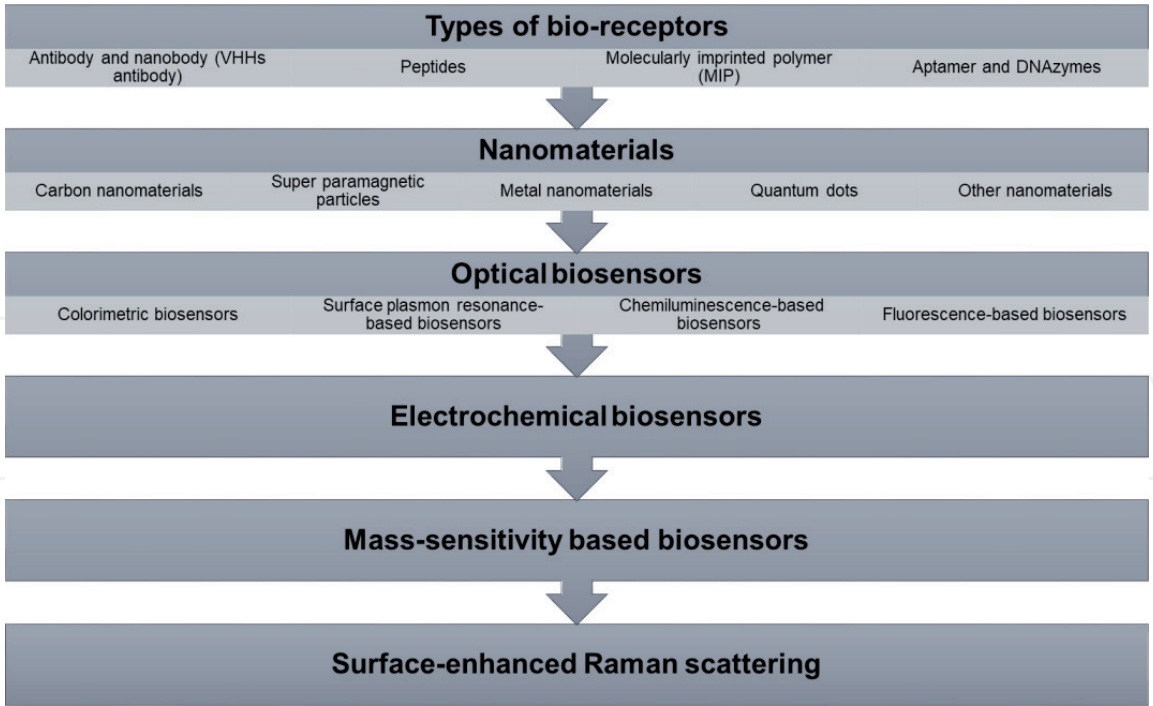 Types of bio-receptors
Antibody and nanobody (VHHs
antibody)
Peptides
Molecularly imprinted polymer
(MIP)
Aptamer and DNAzymes
Nanomaterials
Carbon nanomaterials
Super paramagnetic
particles
Metal nanomaterials
Quantum dots
Other nanomaterials
Optical biosensors
Colorimetric biosensors
Surface plasmon resonance-
based biosensors
Chemiluminescence-based
biosensors
Fluorescence-based biosensors
Electrochemical biosensors
Mass-sensitivity based biosensors
Surface-enhanced Raman scattering